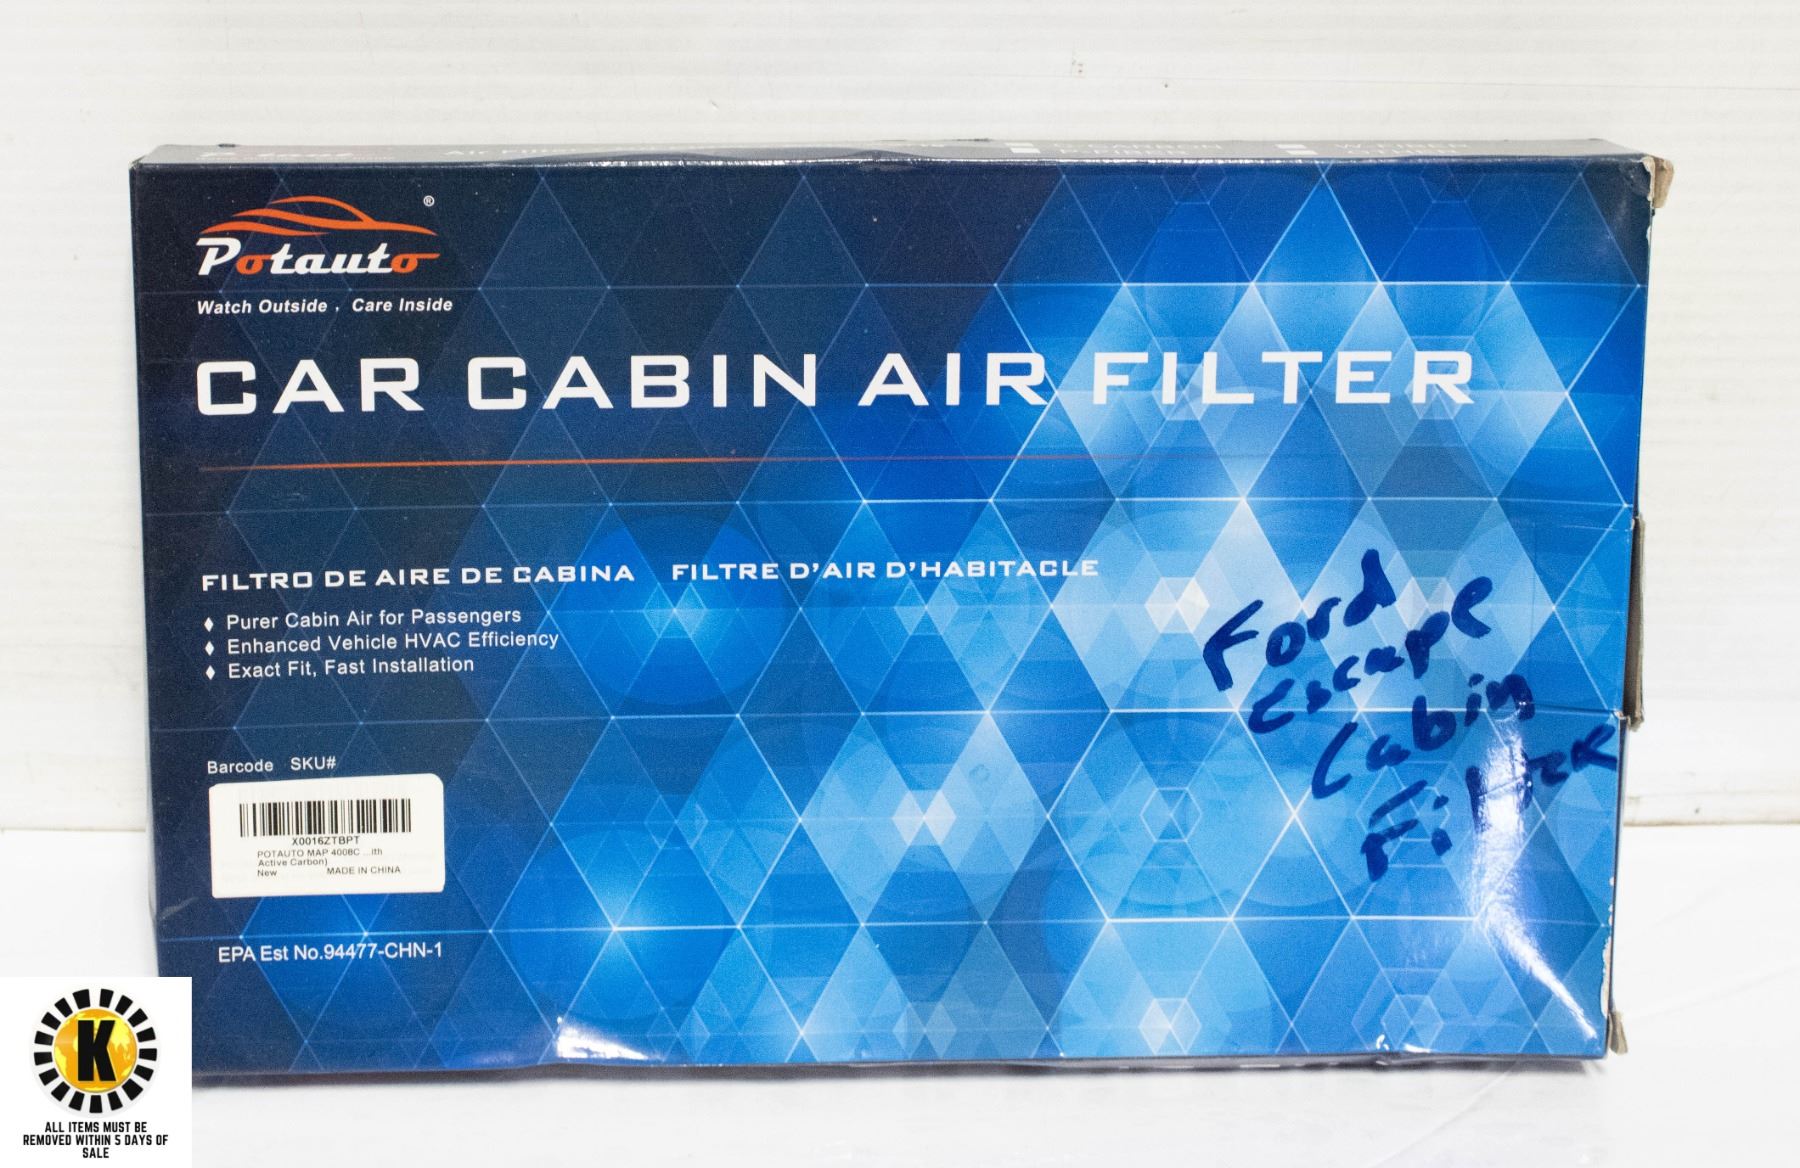 Air Filter
Potauto®
Watch Outside , Care Inside
CAR CABIN AIR FILTER
FILTRO DE AIRE DE CABINA FILTRE D'AIR D'HABITACLE
♦ Purer Cabin Air for Passengers
♦ Enhanced Vehicle HVAC Efficiency
♦ Exact Fit, Fast Installation
Ford
Escape
Cabin
Filter
Barcode SKU#
X0016ZTBPT
POTAUTO MAP 4008C ...ith
Active Carbon)
New MADE IN CHINA
EPA Est No.94477-CHN-1
K
ALL ITEMS MUST BE
REMOVED WITHIN 5 DAYS OF
SALE